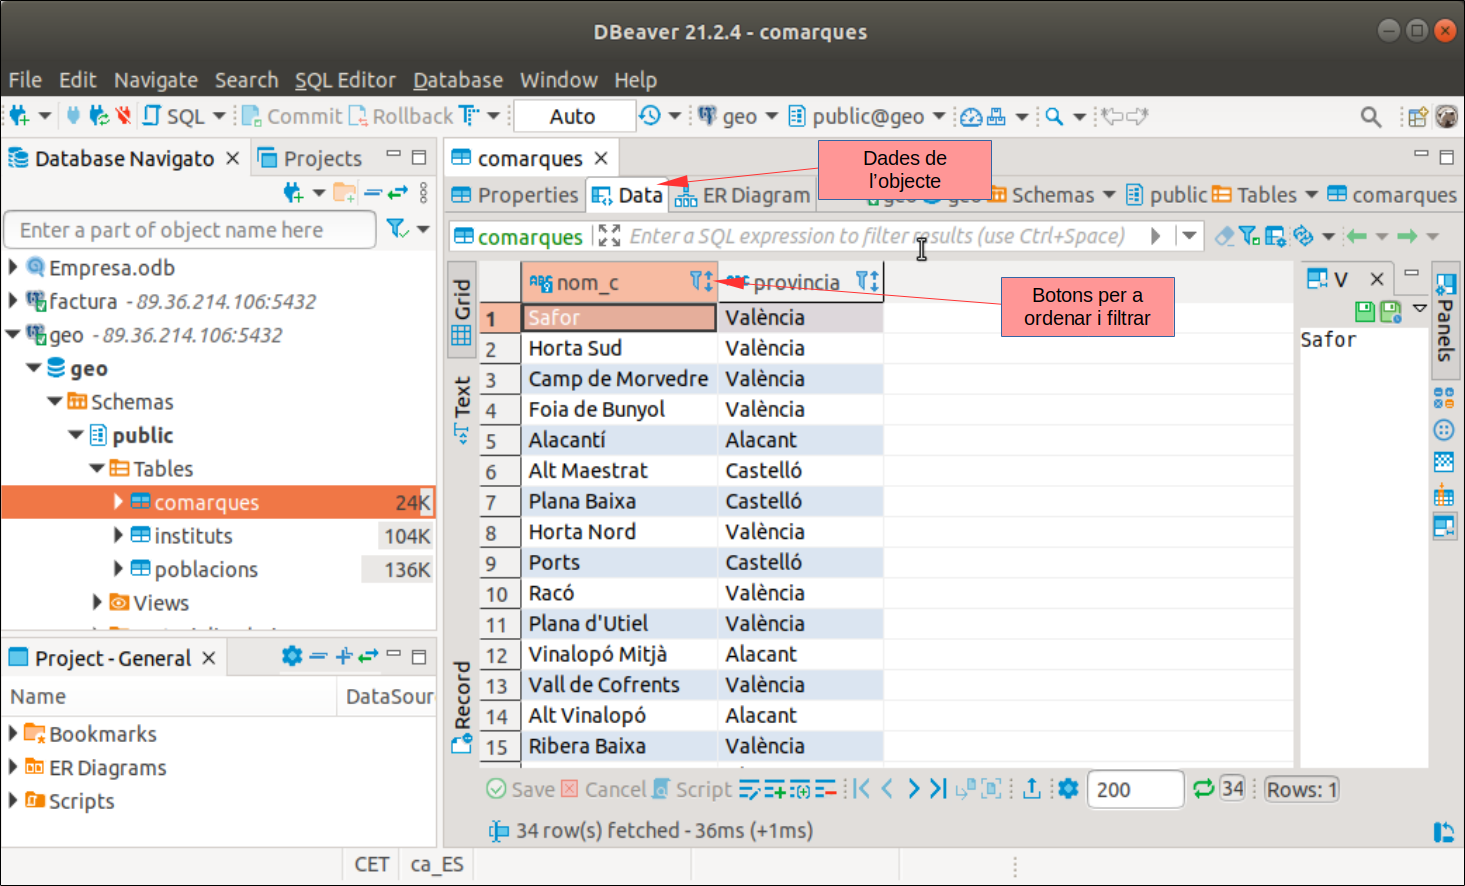 DBeaver 21.2.4 - comarques
File Edit Navigate Search SQL Editor Database Window Help
SQL Commit Rollback Auto geo public@geo
Database Navigato Projects
Enter a part of object name here
Empresa.odb
factura - 89.36.214.106:5432
geo - 89.36.214.106:5432
geo
Schemas
public
Tables
comarques 24K
instituts 104K
poblacions 136K
Views
Project - General
Name DataSour
Bookmarks
ER Diagrams
Scripts
comarques
Dades de
l'objecte
Properties Data ER Diagram Schemas public Tables comarques
comarques Enter a SQL expression to filter results (use Ctrl+Space)
Grid
Text
Record
nom_c provincia
Botons per a
ordenar i filtrar
1 Safor València
2 Horta Sud València
3 Camp de Morvedre València
4 Foia de Bunyol València
5 Alacantí Alacant
6 Alt Maestrat Castelló
7 Plana Baixa Castelló
8 Horta Nord València
9 Ports Castelló
10 Racó València
11 Plana d'Utiel València
12 Vinalopó Mitjà Alacant
13 Vall de Cofrents València
14 Alt Vinalopó Alacant
15 Ribera Baixa València
V
Safor
Panels
Save Cancel Script 200 34 Rows: 1
34 row(s) fetched - 36ms (+1ms)
CET ca_ES